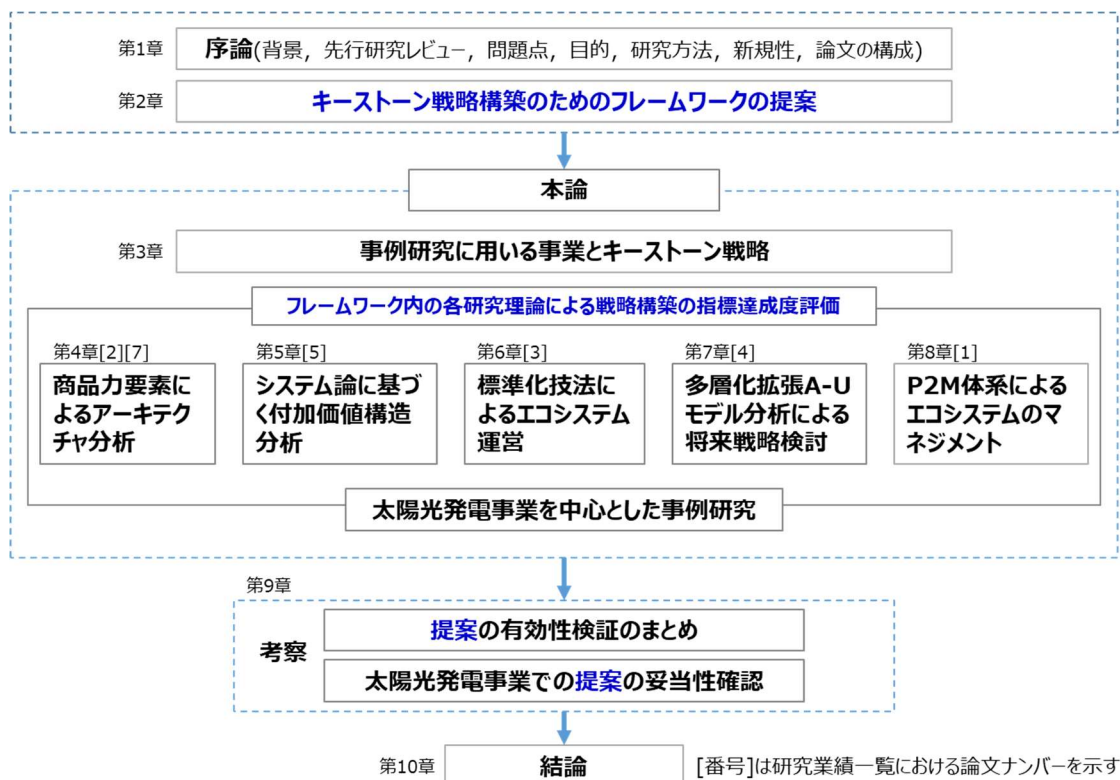 第1章
序論(背景，先行研究レビュー，問題点，目的，研究方法，新規性，論文の構成)
第2章
キーストーン戦略構築のためのフレームワークの提案
本論
第3章
事例研究に用いる事業とキーストーン戦略
フレームワーク内の各研究理論による戦略構築の指標達成度評価
第4章[2][7]
商品力要素に
よるアーキテク
チャ分析
第5章[5]
システム論に基づ
く付加価値構造
分析
第6章[3]
標準化技法に
よるエコシステム
運営
第7章[4]
多層化拡張A-U
モデル分析による
将来戦略検討
第8章[1]
P2M体系による
エコシステムのマ
ネジメント
太陽光発電事業を中心とした事例研究
第9章
考察
提案の有効性検証のまとめ
太陽光発電事業での提案の妥当性確認
第10章
結論
[番号]は研究業績一覧における論文ナンバーを示す